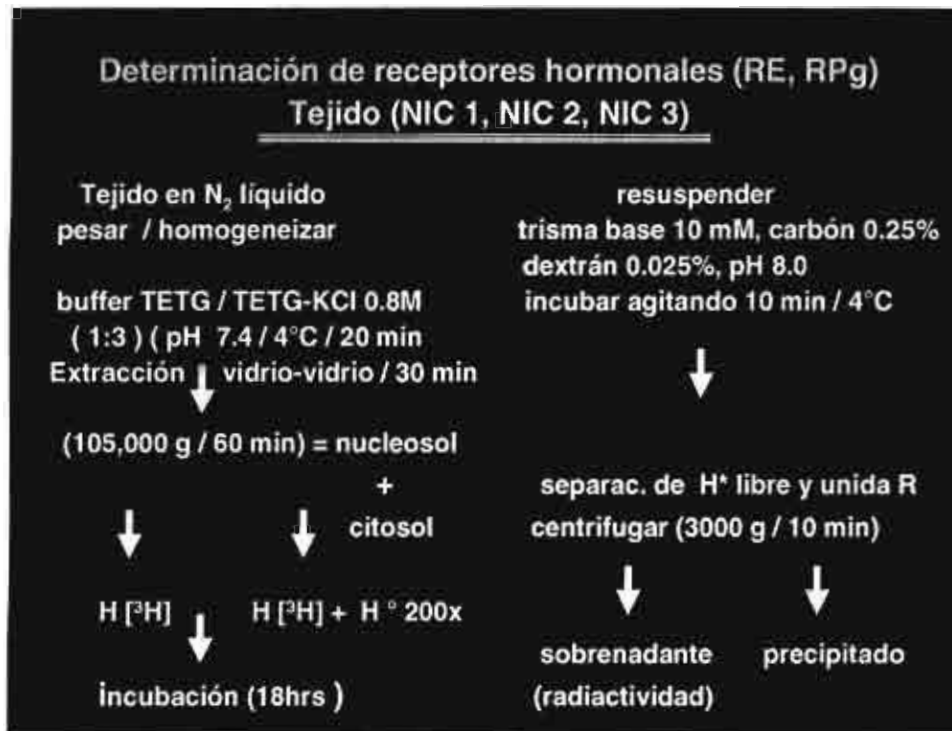 Determinación de receptores hormonales (RE, RPg)
Tejido (NIC 1, NIC 2, NIC 3)
Tejido en N₂ líquido
pesar / homogeneizar
buffer TETG / TETG-KCl 0.8M
( 1:3 ) ( pH 7.4 / 4°C / 20 min
Extracción vidrio-vidrio / 30 min
(105,000 g / 60 min) = nucleosol
+
citosol
H [³H] H [³H] + H ° 200x
incubación (18hrs )
resuspender
trisma base 10 mM, carbón 0.25%
dextrán 0.025%, pH 8.0
incubar agitando 10 min / 4°C
separac. de H* libre y unida R
centrifugar (3000 g / 10 min)
sobrenadante precipitado
(radiactividad)